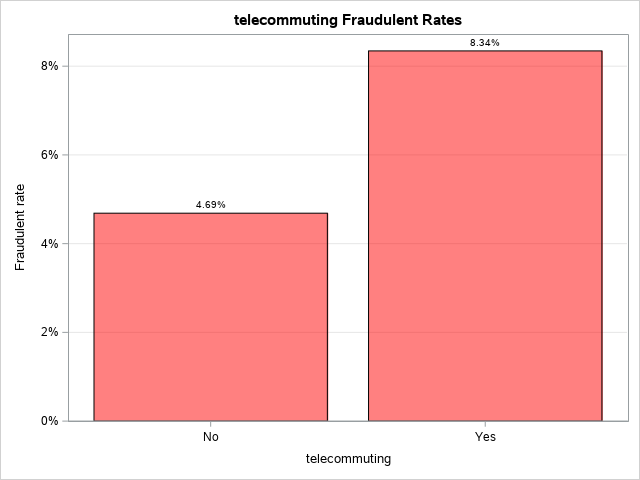 telecommuting Fraudulent Rates
8.34%
8%
6%
4.69%
4%
2%
0%
Fraudulent rate
No
Yes
telecommuting